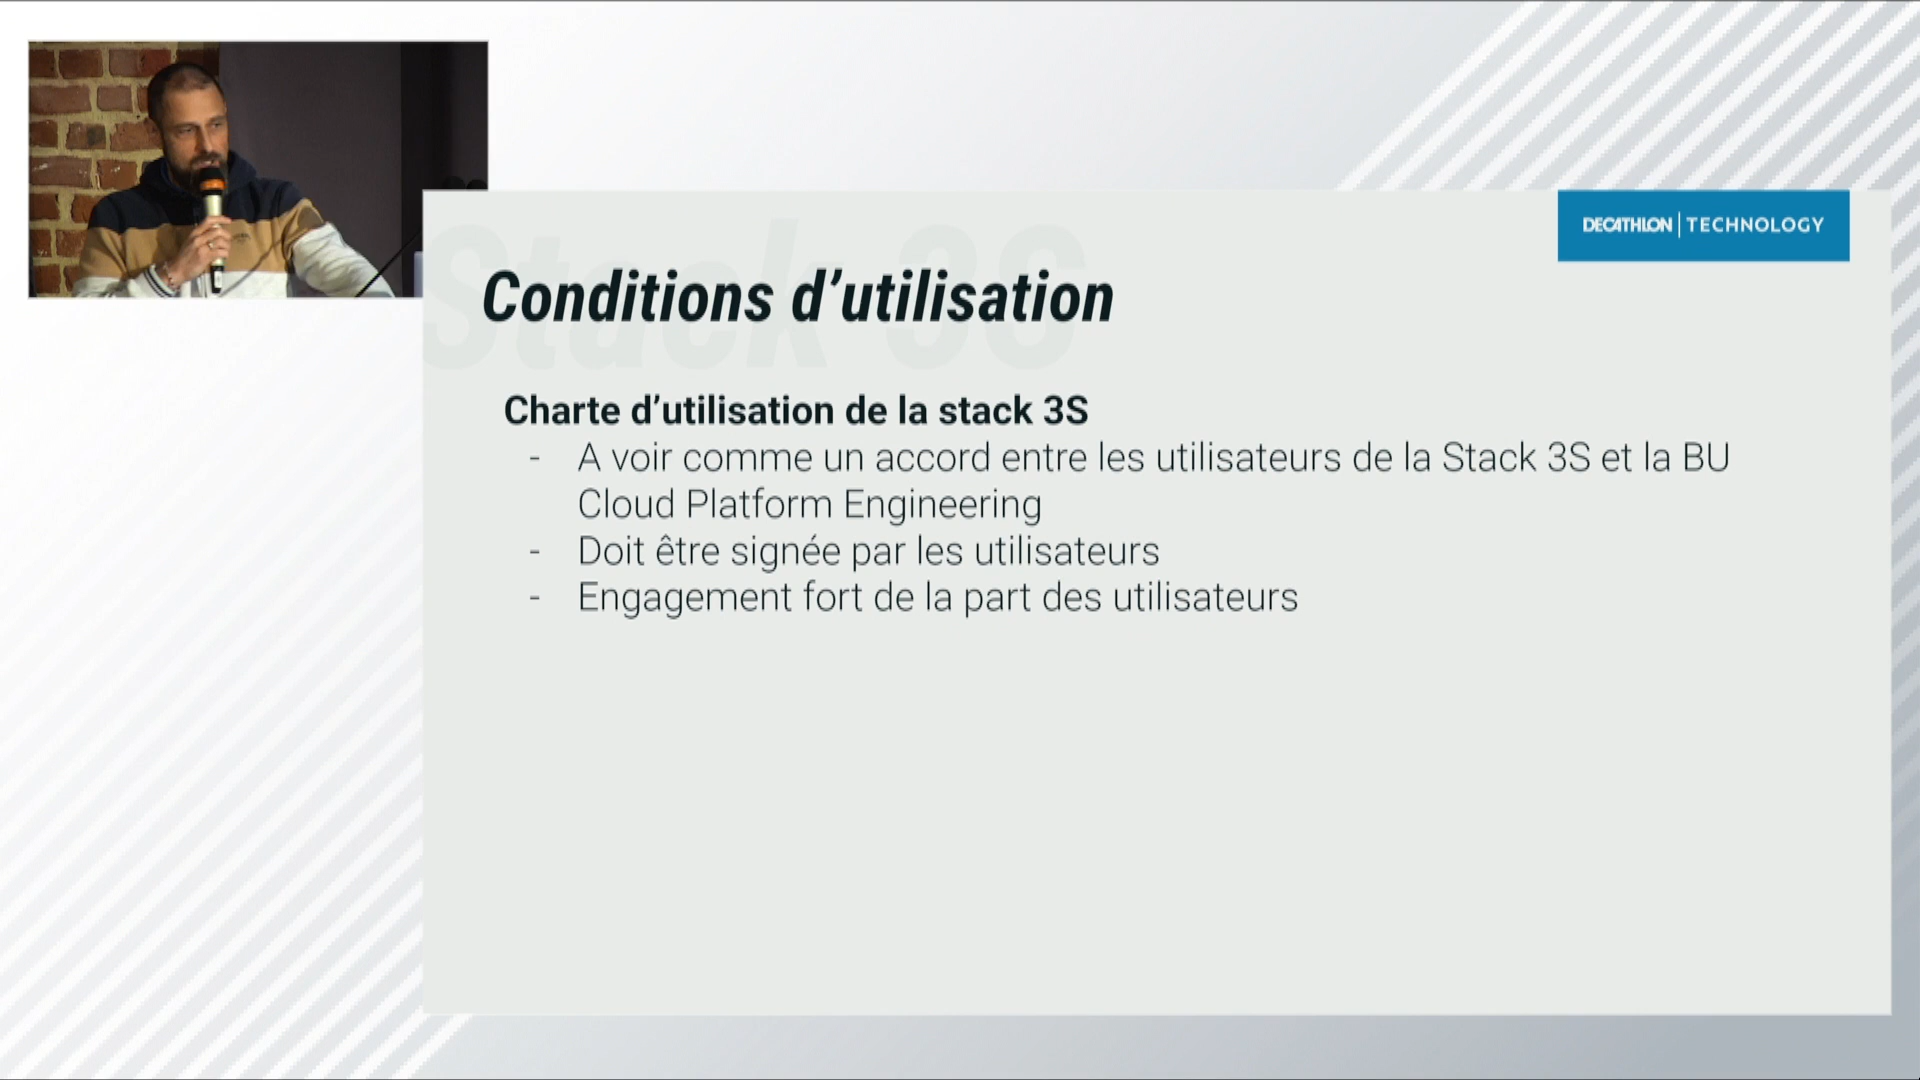 DECATHLON | TECHNOLOGY
Stack 3S
Conditions d’utilisation
Charte d’utilisation de la stack 3S
- A voir comme un accord entre les utilisateurs de la Stack 3S et la BU
Cloud Platform Engineering
- Doit être signée par les utilisateurs
- Engagement fort de la part des utilisateurs